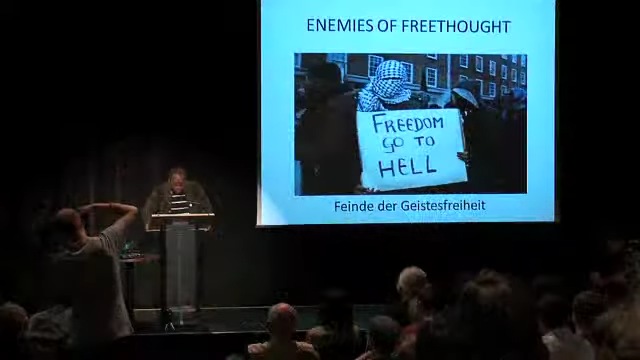 ENEMIES OF FREETHOUGHT
FREEDOM
GO TO
HELL
Feinde der Geistesfreiheit